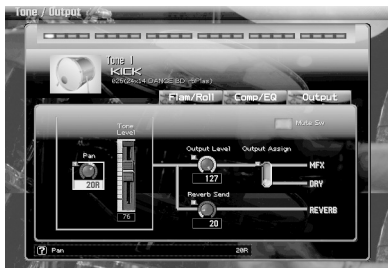 Tone / Output
Tone 1
KICK
Flam/Roll Comp/EQ Output
Mute Sw
Tone
Level
Pan
20R
76
Output Level
127
Output Assign
MFX
DRY
Reverb Send
20
REVERB
? Pan 20R